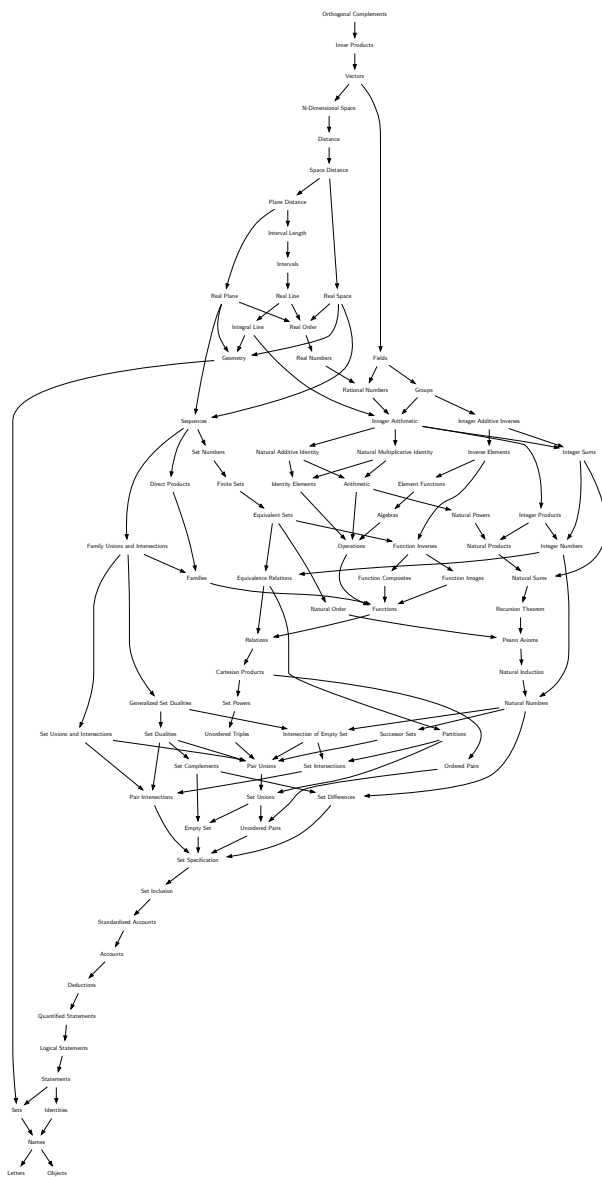 Orthogonal Complements
Inner Products
Vectors
N-Dimensional Space
Distance
Space Distance
Plane Distance
Interval Length
Intervals
Real Plane
Real Line
Real Space
Integral Line
Real Order
Geometry
Real Numbers
Fields
Rational Numbers
Groups
Sequences
Integer Arithmetic
Integer Additive Inverses
Set Numbers
Natural Additive Identity
Natural Multiplicative Identity
Inverse Elements
Integer Sums
Direct Products
Finite Sets
Identity Elements
Arithmetic
Element Functions
Equivalent Sets
Algebras
Natural Powers
Integer Products
Family Unions and Intersections
Operations
Function Inverses
Natural Products
Integer Numbers
Families
Equivalence Relations
Function Composites
Function Images
Natural Sums
Natural Order
Functions
Recursion Theorem
Relations
Peano Axioms
Cartesian Products
Natural Induction
Generalized Set Dualities
Set Powers
Natural Numbers
Set Unions and Intersections
Set Dualities
Unordered Triples
Intersection of Empty Set
Successor Sets
Partitions
Set Complements
Pair Unions
Set Intersections
Ordered Pairs
Pair Intersections
Set Unions
Set Differences
Empty Set
Unordered Pairs
Set Specification
Set Inclusion
Standardized Accounts
Accounts
Deductions
Quantified Statements
Logical Statements
Statements
Sets
Identities
Names
Letters
Objects